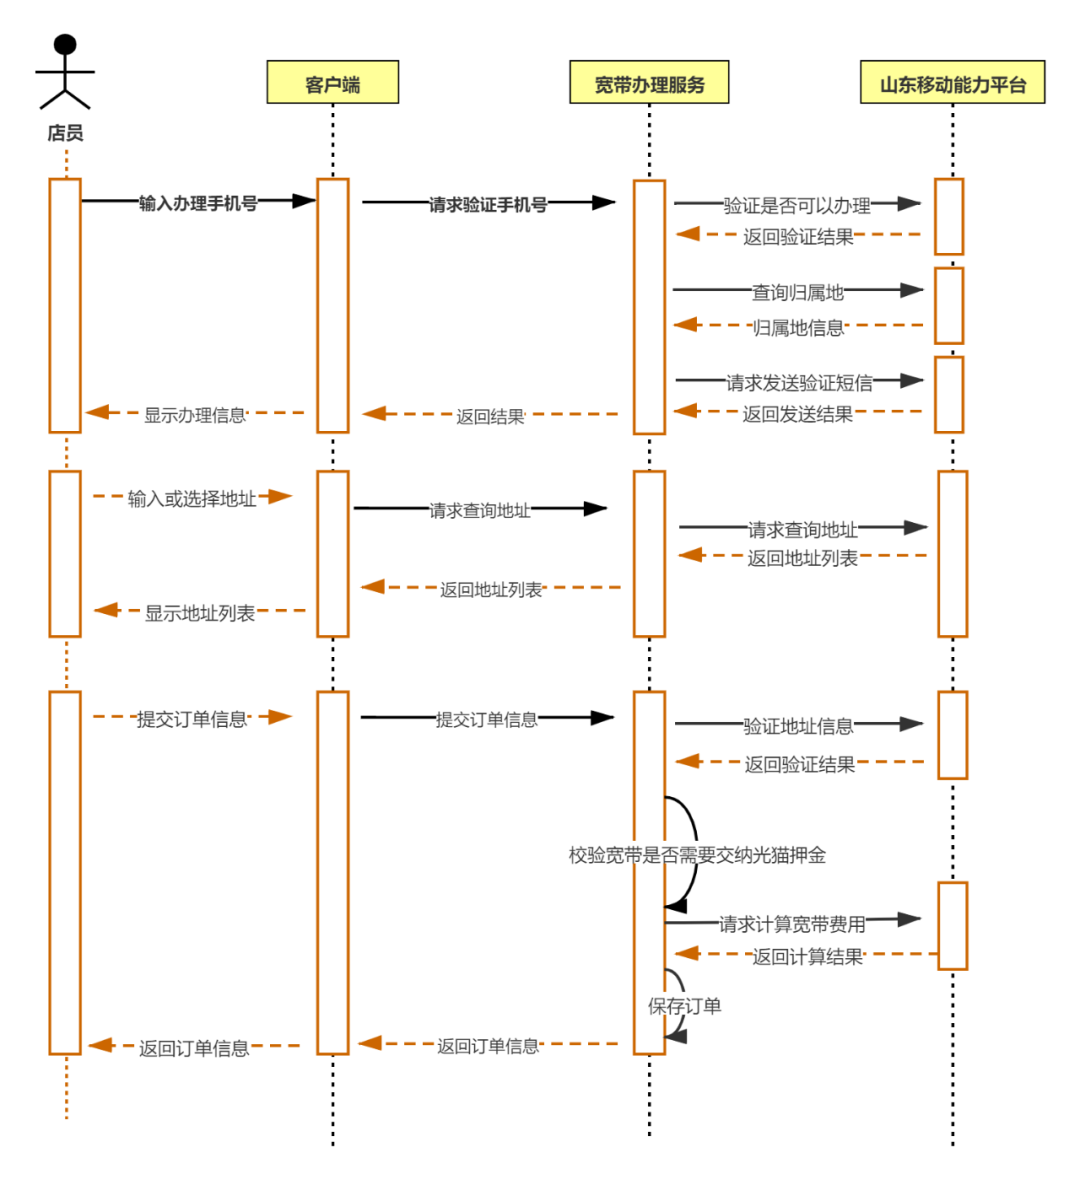 店员
客户端
宽带办理服务
山东移动能力平台
输入办理手机号
请求验证手机号
验证是否可以办理
返回验证结果
查询归属地
归属地信息
请求发送验证短信
返回发送结果
返回结果
显示办理信息
输入或选择地址
请求查询地址
请求查询地址
返回地址列表
返回地址列表
显示地址列表
提交订单信息
提交订单信息
验证地址信息
返回验证结果
校验宽带是否需要交纳光猫押金
请求计算宽带费用
返回计算结果
保存订单
返回订单信息
返回订单信息